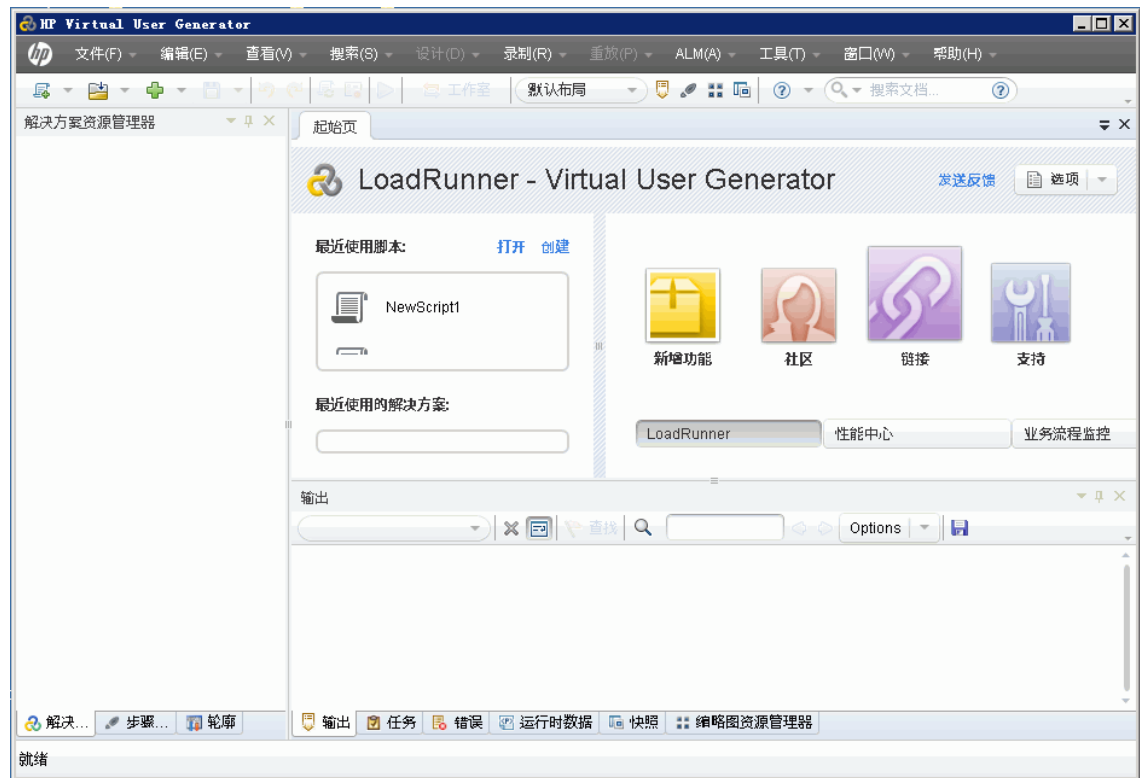 HP Virtual User Generator
hp 文件(F) 编辑(E) 查看(V) 搜索(S) 设计(D) 录制(R) 重放(P) ALM(A) 工具(T) 窗口(W) 帮助(H)
工作室 默认布局 搜索文档...
解决方案资源管理器
起始页
LoadRunner - Virtual User Generator
发送反馈
选项
最近使用脚本:
打开 创建
NewScript1
最近使用的解决方案:
新增功能 社区 链接 支持
LoadRunner 性能中心 业务流程监控
输出
查找 Options
解决... 步骤... 轮廓
输出 任务 错误 运行时数据 快照 缩略图资源管理器
就绪